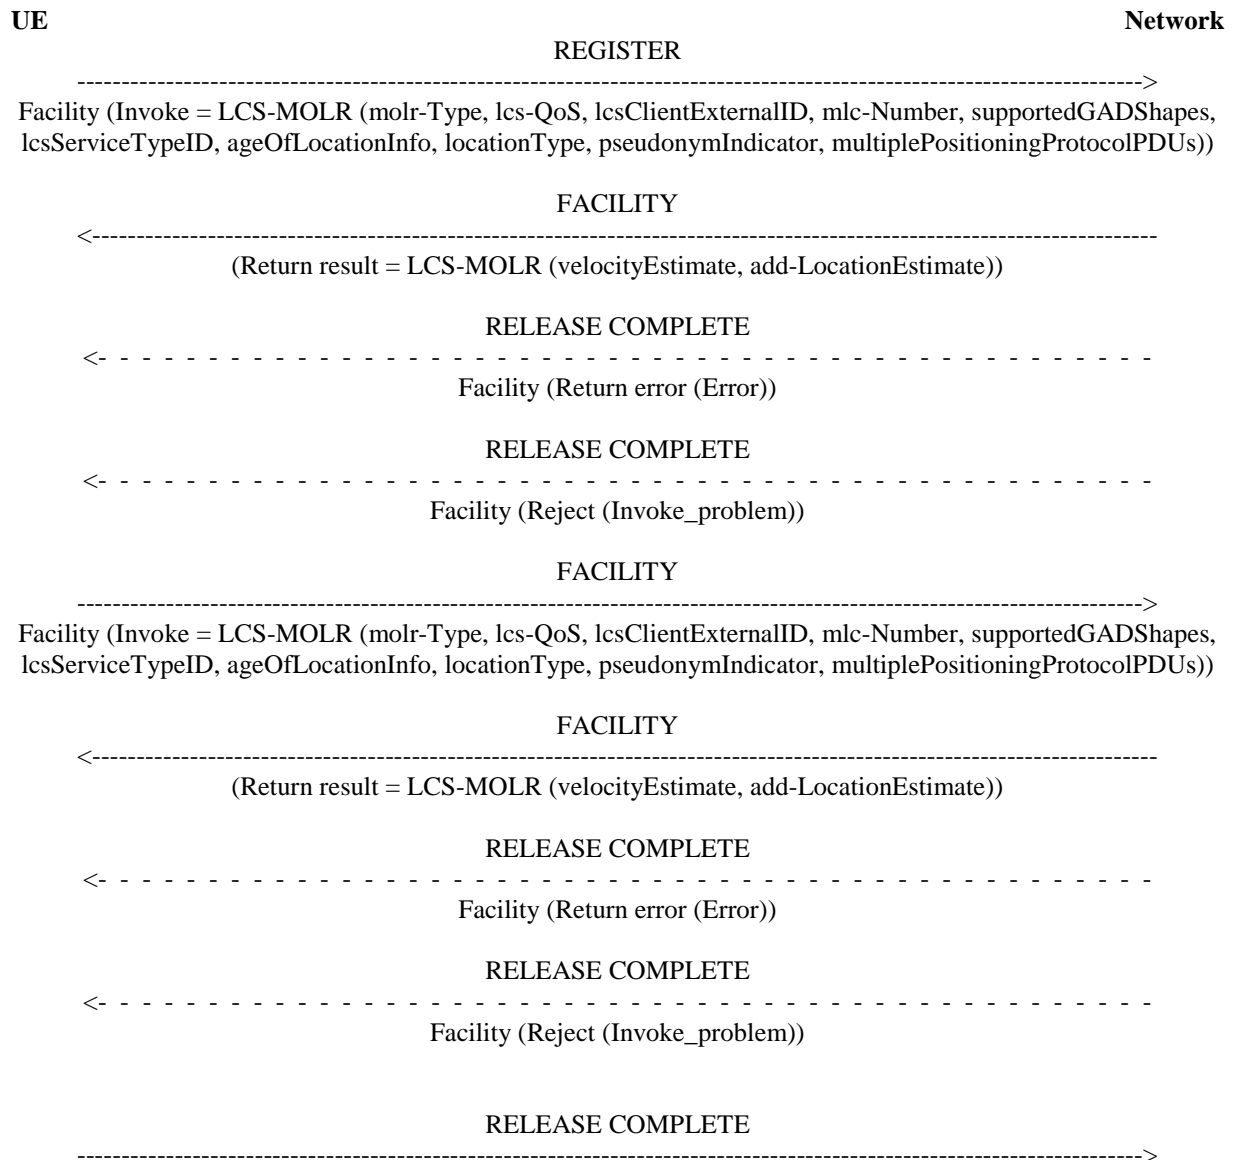 UE Network
REGISTER
------------------------------------------------------------------------------------------------------------------------->
Facility (Invoke = LCS-MOLR (molr-Type, lcs-QoS, lcsClientExternalID, mlc-Number, supportedGADShapes,
lcsServiceTypeID, ageOfLocationInfo, locationType, pseudonymIndicator, multiplePositioningProtocolPDUs))
FACILITY
<-------------------------------------------------------------------------------------------------------------------------
(Return result = LCS-MOLR (velocityEstimate, add-LocationEstimate))
RELEASE COMPLETE
<- - - - - - - - - - - - - - - - - - - - - - - - - - - - - - - - - - - - - - - - - - - - - -
Facility (Return error (Error))
RELEASE COMPLETE
<- - - - - - - - - - - - - - - - - - - - - - - - - - - - - - - - - - - - - - - - - - - - - -
Facility (Reject (Invoke_problem))
FACILITY
------------------------------------------------------------------------------------------------------------------------->
Facility (Invoke = LCS-MOLR (molr-Type, lcs-QoS, lcsClientExternalID, mlc-Number, supportedGADShapes,
lcsServiceTypeID, ageOfLocationInfo, locationType, pseudonymIndicator, multiplePositioningProtocolPDUs))
FACILITY
<-------------------------------------------------------------------------------------------------------------------------
(Return result = LCS-MOLR (velocityEstimate, add-LocationEstimate))
RELEASE COMPLETE
<- - - - - - - - - - - - - - - - - - - - - - - - - - - - - - - - - - - - - - - - - - - - - -
Facility (Return error (Error))
RELEASE COMPLETE
<- - - - - - - - - - - - - - - - - - - - - - - - - - - - - - - - - - - - - - - - - - - - - -
Facility (Reject (Invoke_problem))
RELEASE COMPLETE
------------------------------------------------------------------------------------------------------------------------->